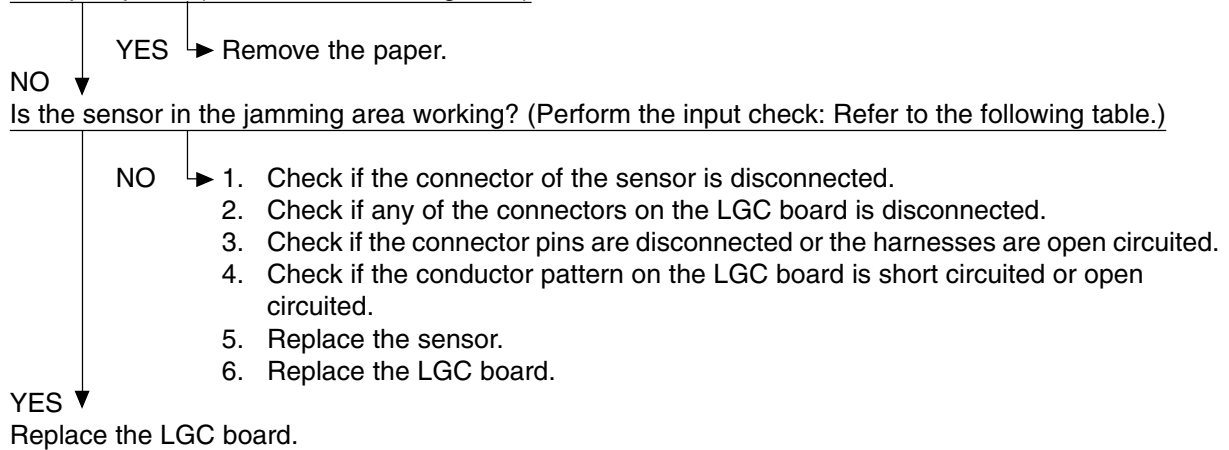 YES Remove the paper.
NO
Is the sensor in the jamming area working? (Perform the input check: Refer to the following table.)
NO 1. Check if the connector of the sensor is disconnected.
2. Check if any of the connectors on the LGC board is disconnected.
3. Check if the connector pins are disconnected or the harnesses are open circuited.
4. Check if the conductor pattern on the LGC board is short circuited or open
circuited.
5. Replace the sensor.
6. Replace the LGC board.
YES
Replace the LGC board.